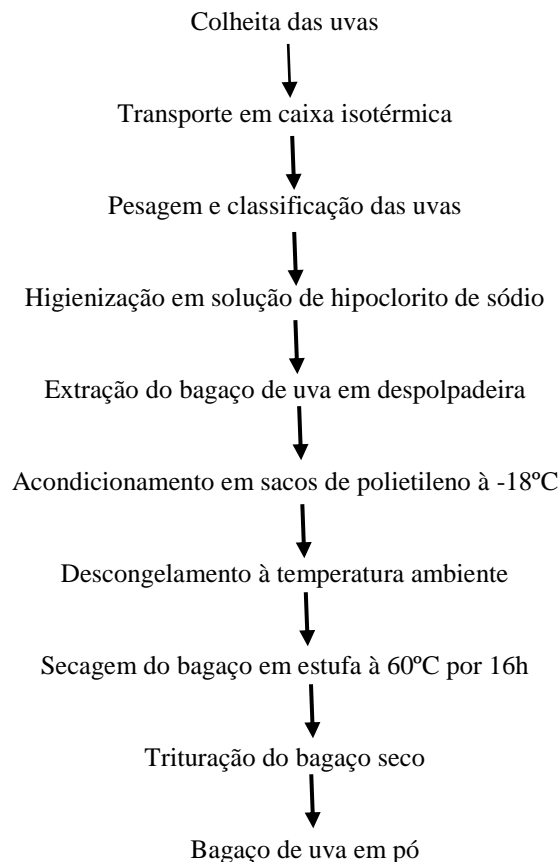 Colheita das uvas
Transporte em caixa isotérmica
Pesagem e classificação das uvas
Higienização em solução de hipoclorito de sódio
Extração do bagaço de uva em despolpadeira
Acondicionamento em sacos de polietileno à -18ºC
Descongelamento à temperatura ambiente
Secagem do bagaço em estufa à 60ºC por 16h
Trituração do bagaço seco
Bagaço de uva em pó